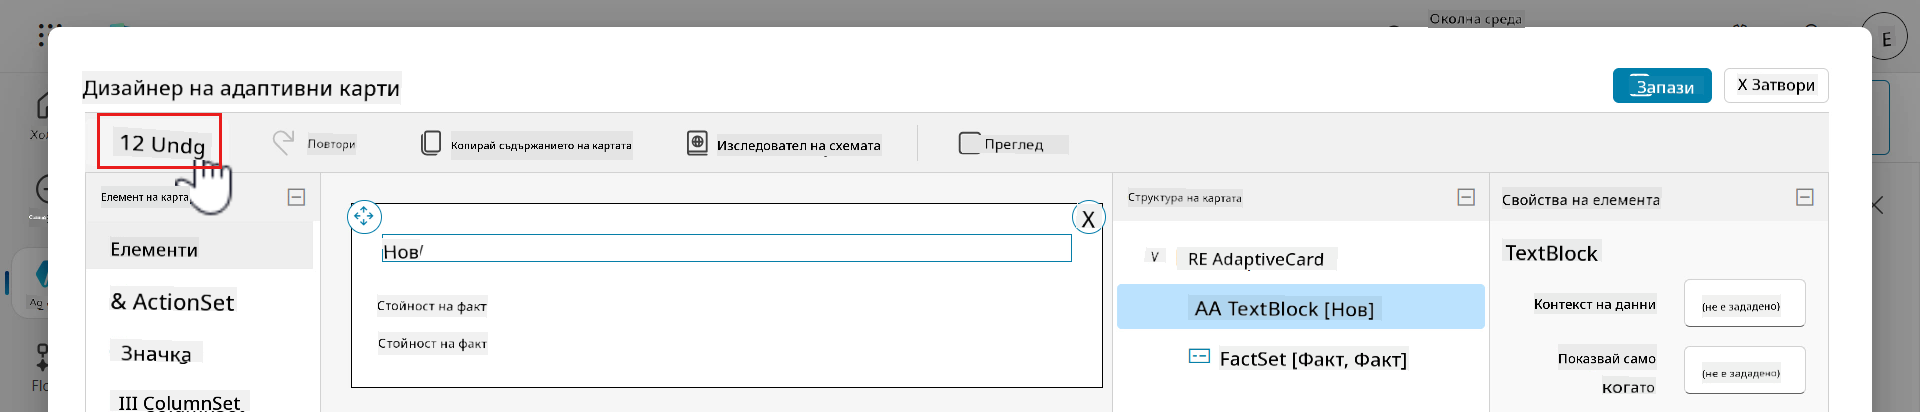 Околна среда
E
Дизайнер на адаптивни карти
Запази
X Затвори
12 Undg
Повтори
Копирай съдържанието на картата
Изследовател на схемата
Преглед
Елемент на карта
Структура на картата
Свойства на елемента
Елементи
X
Нов
V RE AdaptiveCard
TextBlock
& ActionSet
Стойност на факт
AA TextBlock [Нов]
Контекст на данни
(не е зададено)
Значка
Стойност на факт
FactSet [Факт, Факт]
Показвай само когато
(не е зададено)
III ColumnSet